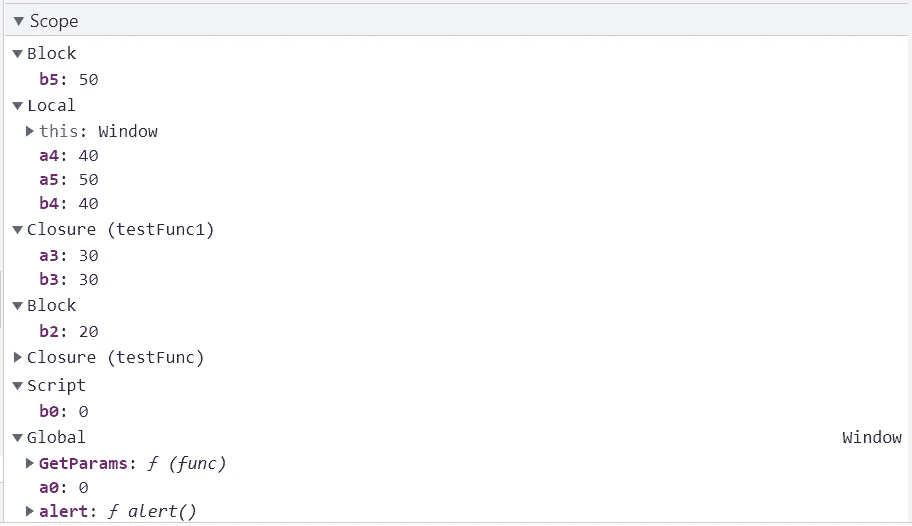 Scope
Block
b5: 50
Local
this: Window
a4: 40
a5: 50
b4: 40
Closure (testFunc1)
a3: 30
b3: 30
Block
b2: 20
Closure (testFunc)
Script
b0: 0
Global Window
GetParams: ƒ (func)
a0: 0
alert: ƒ alert()